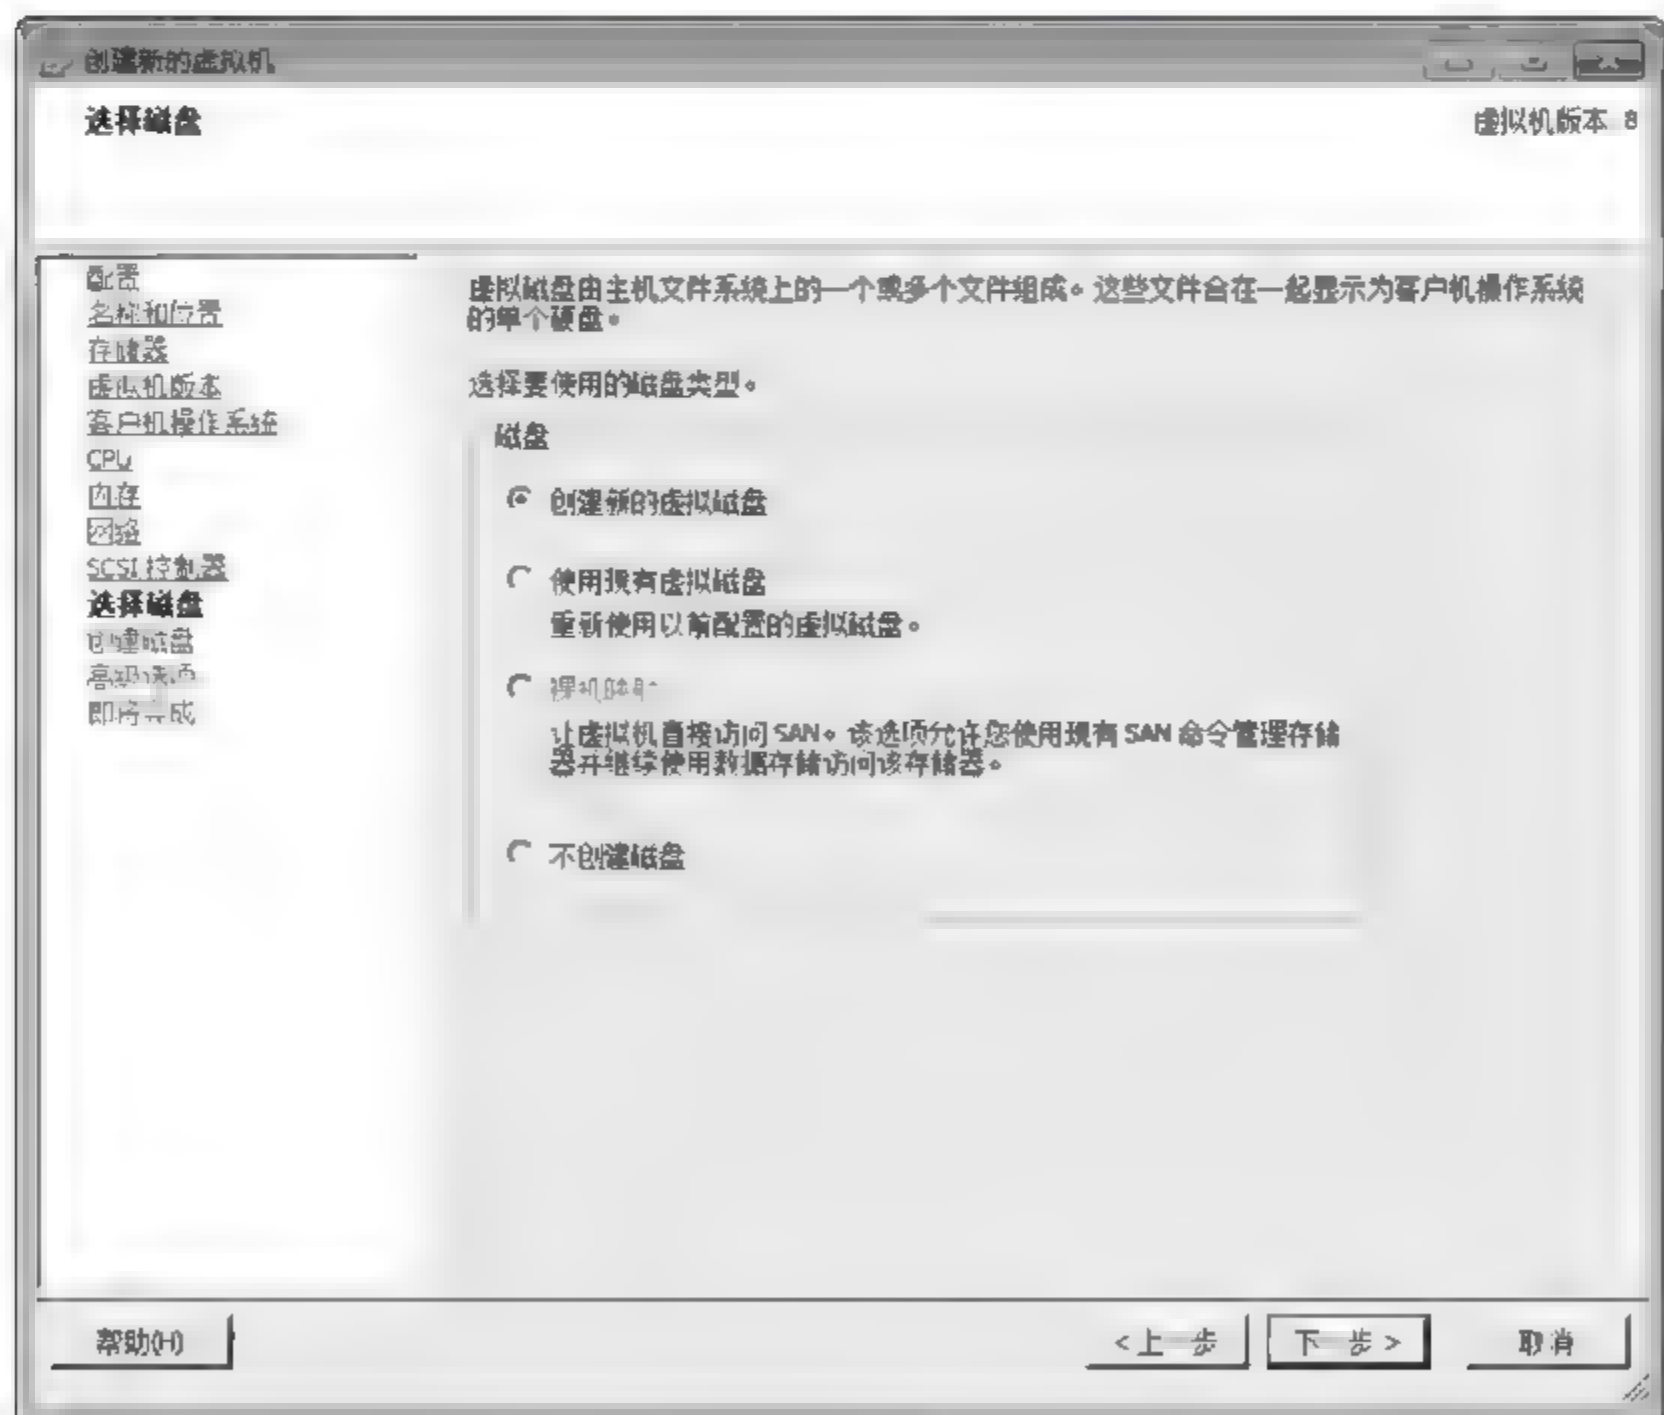 创建新的虚拟机
选择磁盘
虚拟机版本 8
配置
名称和位置
存储器
虚拟机版本
客户机操作系统
CPU
内存
网络
SCSI 控制器
选择磁盘
创建磁盘
高级选项
即将完成
虚拟磁盘由主机文件系统上的一个或多个文件组成。这些文件合在一起显示为客户机操作系统
的单个硬盘。
选择要使用的磁盘类型。
磁盘
创建新的虚拟磁盘
使用现有虚拟磁盘
重新使用以前配置的虚拟磁盘。
裸机映射
让虚拟机直接访问 SAN。该选项允许您使用现有 SAN 命令管理存储
器并继续使用数据存储访问该存储器。
不创建磁盘
帮助(H)
<上一步
下一步 >
取消